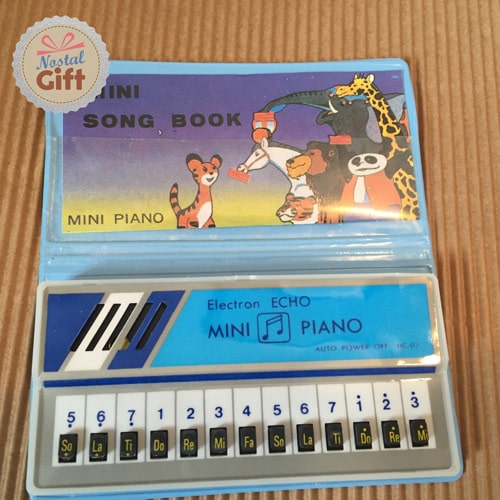 Nostal
Gift
MINI
SONG BOOK
MINI PIANO
Electron ECHO
MINI PIANO
AUTO POWER OFF HC-02
5 6 7 1 2 3 4 5 6 7 1 2 3
So La Ti Do Re Mi Fa So La Ti Do Re Mi